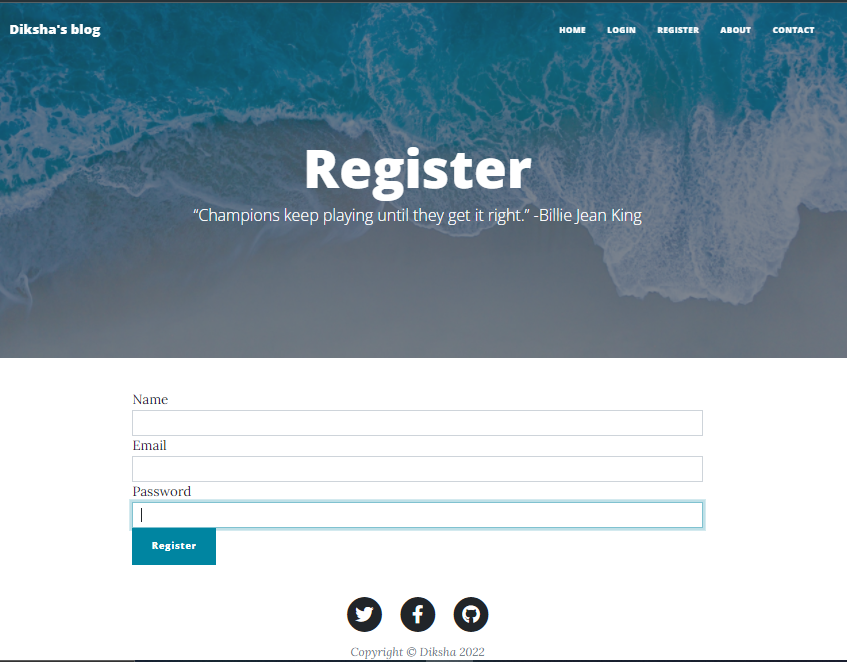 Diksha's blog
HOME LOGIN REGISTER ABOUT CONTACT
Register
“Champions keep playing until they get it right.” -Billie Jean King
Name
Email
Password
Register
Copyright © Diksha 2022